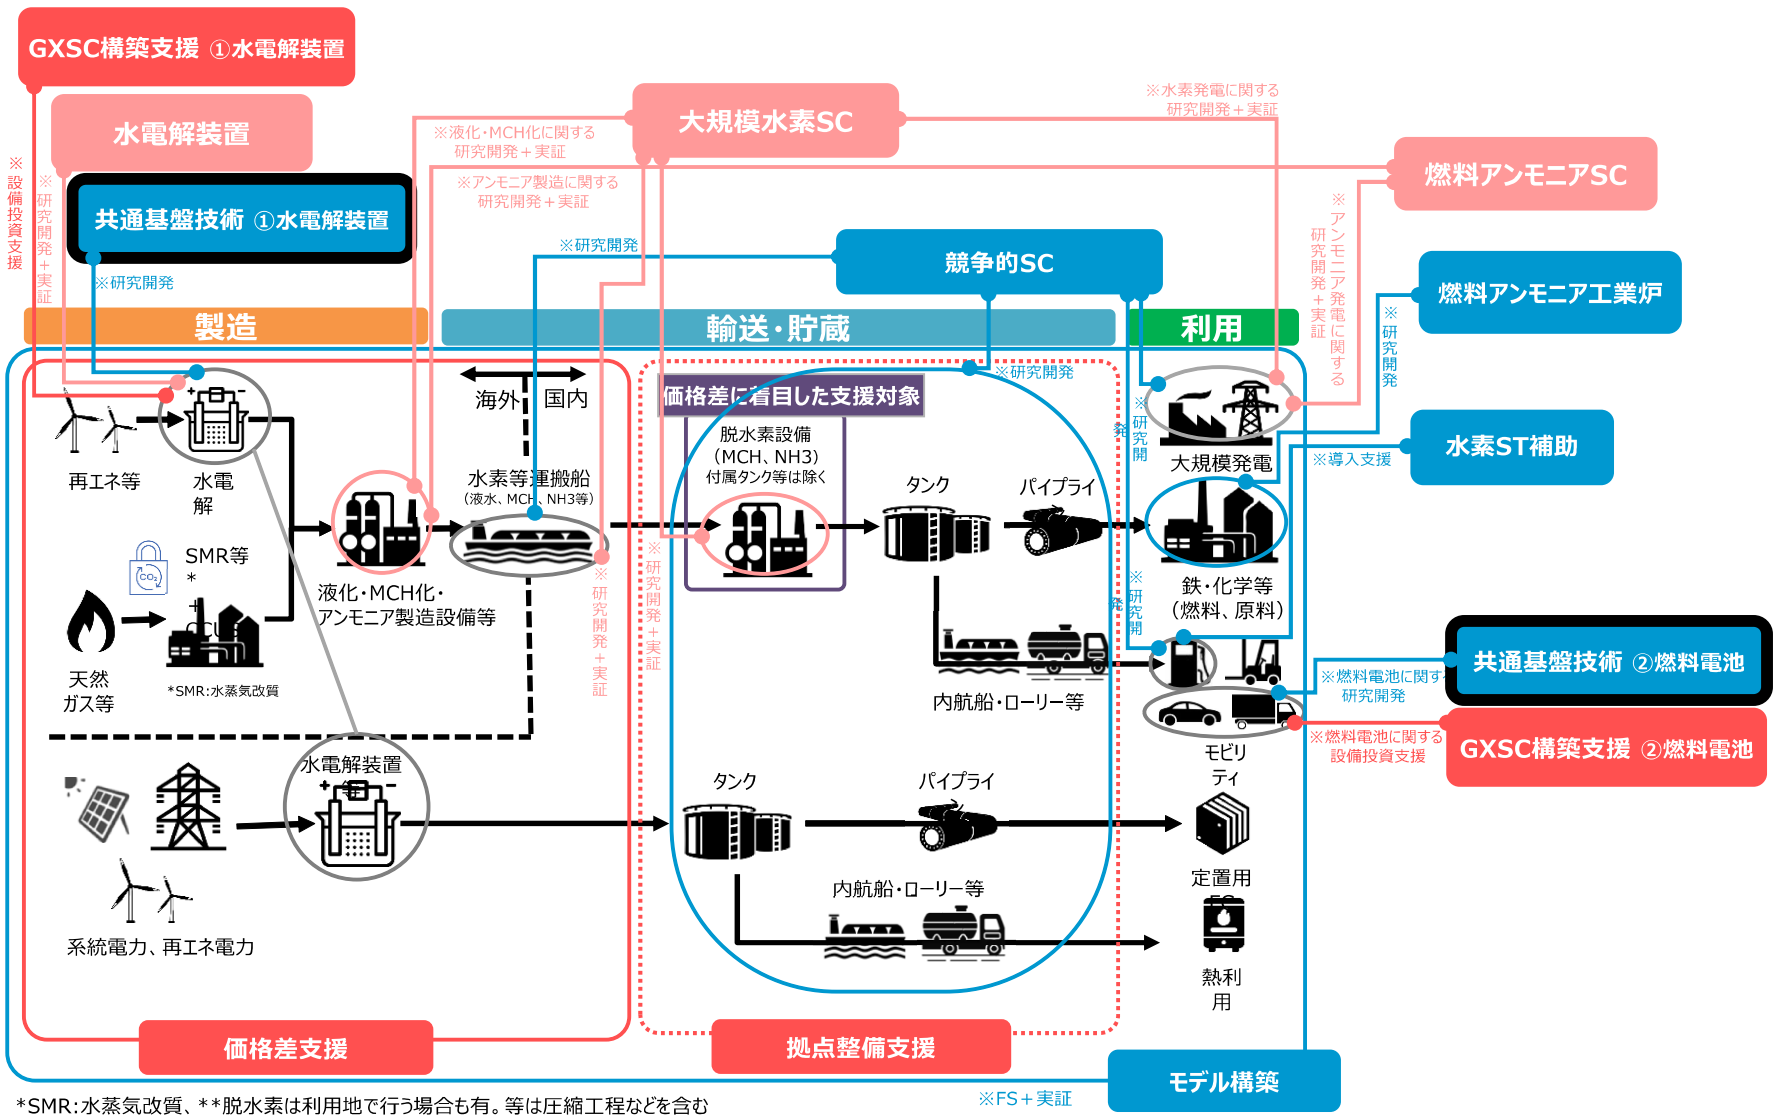 GXSC構築支援 ①水電解装置
水電解装置
共通基盤技術 ①水電解装置
※設備投資支援
※研究開発＋実証
※研究開発
大規模水素SC
※液化・MCH化に関する
研究開発＋実証
※アンモニア製造に関する
研究開発＋実証
※水素発電に関する
研究開発＋実証
燃料アンモニアSC
※アンモニア発電に関する
研究開発＋実証
※研究開発
競争的SC
燃料アンモニア工業炉
※研究開発
製造
輸送・貯蔵
利用
海外
国内
※研究開発
価格差に着目した支援対象
脱水素設備
（MCH、NH3）
付属タンク等は除く
※研究開
発
大規模発電
水素ST補助
※導入支援
再エネ等
水電
解
水素等運搬船
（液水、MCH、NH3等）
タンク
パイプライ
SMR等
*
+
CCUS
液化・MCH化・
アンモニア製造設備等
※研究開発＋実証
※研究開発＋実証
鉄・化学等
（燃料、原料）
※研究開
発
CO₂
天然
ガス等
*SMR:水蒸気改質
内航船・ローリー等
共通基盤技術 ②燃料電池
※燃料電池に関す
研究開発
GXSC構築支援 ②燃料電池
※燃料電池に関する
設備投資支援
モビリ
ティ
水電解装置
等
タンク
パイプライ
ン
定置用
FC
内航船・ローリー等
系統電力、再エネ電力
熱利
用
価格差支援
拠点整備支援
モデル構築
※FS＋実証
*SMR:水蒸気改質、**脱水素は利用地で行う場合も有。等は圧縮工程などを含む